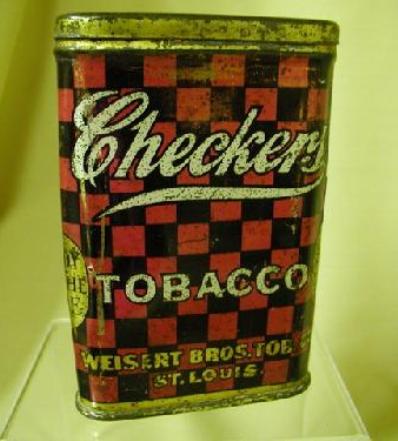 Checkers
TOBACCO
WEISERT BROS. TOB.
ST. LOUIS.